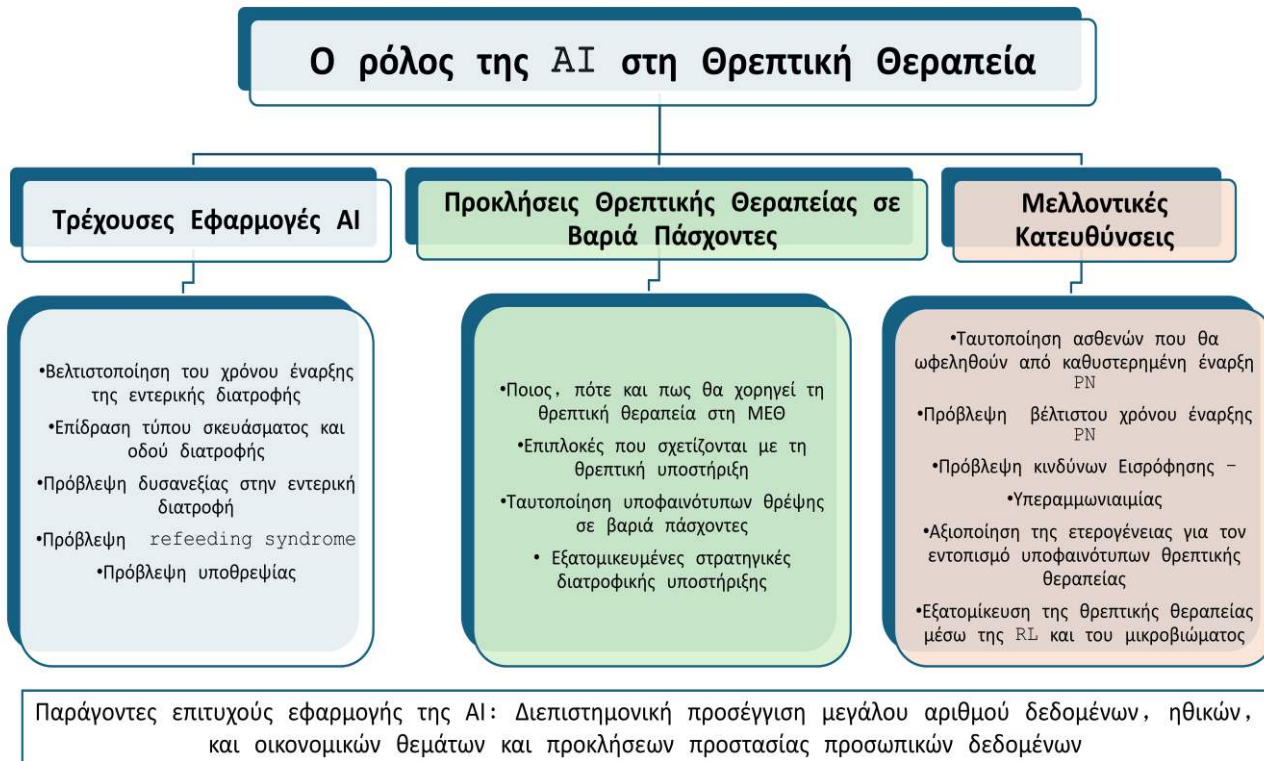 Ο ρόλος της AI στη Θρεπτική Θεραπεία
Τρέχουσες Εφαρμογές AI
•Βελτιστοποίηση του χρόνου έναρξης
της εντερικής διατροφής
•Επίδραση τύπου σκευάσματος και
οδού διατροφής
•Πρόβλεψη δυσανεξίας στην εντερική
διατροφή
•Πρόβλεψη refeeding syndrome
•Πρόβλεψη υποθρεψίας
Προκλήσεις Θρεπτικής Θεραπείας σε
Βαριά Πάσχοντες
•Ποιος, πότε και πως θα χορηγεί τη
θρεπτική θεραπεία στη ΜΕΘ
•Επιπλοκές που σχετίζονται με τη
θρεπτική υποστήριξη
•Ταυτοποίηση υποφαινότυπων θρέψης
σε βαριά πάσχοντες
• Εξατομικευμένες στρατηγικές
διατροφικής υποστήριξης
Μελλοντικές
Κατευθύνσεις
•Ταυτοποίηση ασθενών που θα
ωφεληθούν από καθυστερημένη έναρξη
PN
•Πρόβλεψη βέλτιστου χρόνου έναρξης
PN
•Πρόβλεψη κινδύνων Εισρόφησης –
•Υπεραμμωνιαιμίας
•Αξιοποίηση της ετερογένειας για τον
εντοπισμό υποφαινότυπων θρεπτικής
θεραπείας
•Εξατομίκευση της θρεπτικής θεραπείας
μέσω της RL και του μικροβιώματος
Παράγοντες επιτυχούς εφαρμογής της AI: Διεπιστημονική προσέγγιση μεγάλου αριθμού δεδομένων, ηθικών,
και οικονομικών θεμάτων και προκλήσεων προστασίας προσωπικών δεδομένων